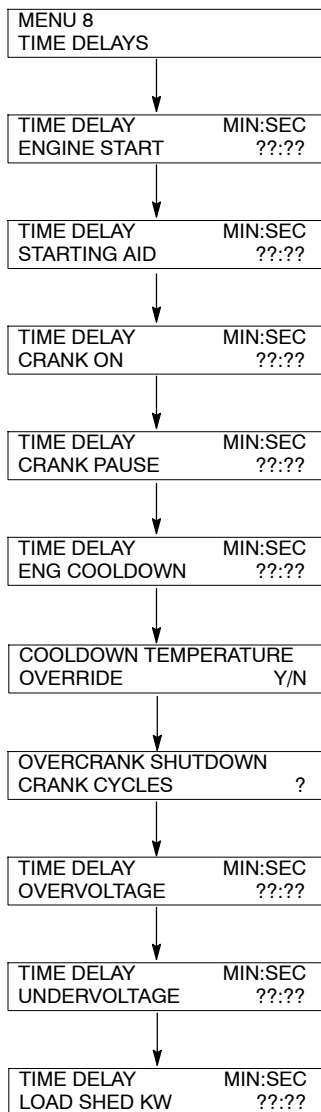 MENU 8
TIME DELAYS
TIME DELAY MIN:SEC
ENGINE START ??:??
TIME DELAY MIN:SEC
STARTING AID ??:??
TIME DELAY MIN:SEC
CRANK ON ??:??
TIME DELAY MIN:SEC
CRANK PAUSE ??:??
TIME DELAY MIN:SEC
ENG COOLDOWN ??:??
COOLDOWN TEMPERATURE
OVERRIDE Y/N
OVERCRANK SHUTDOWN
CRANK CYCLES ?
TIME DELAY MIN:SEC
OVERVOLTAGE ??:??
TIME DELAY MIN:SEC
UNDERVOLTAGE ??:??
TIME DELAY MIN:SEC
LOAD SHED KW ??:??